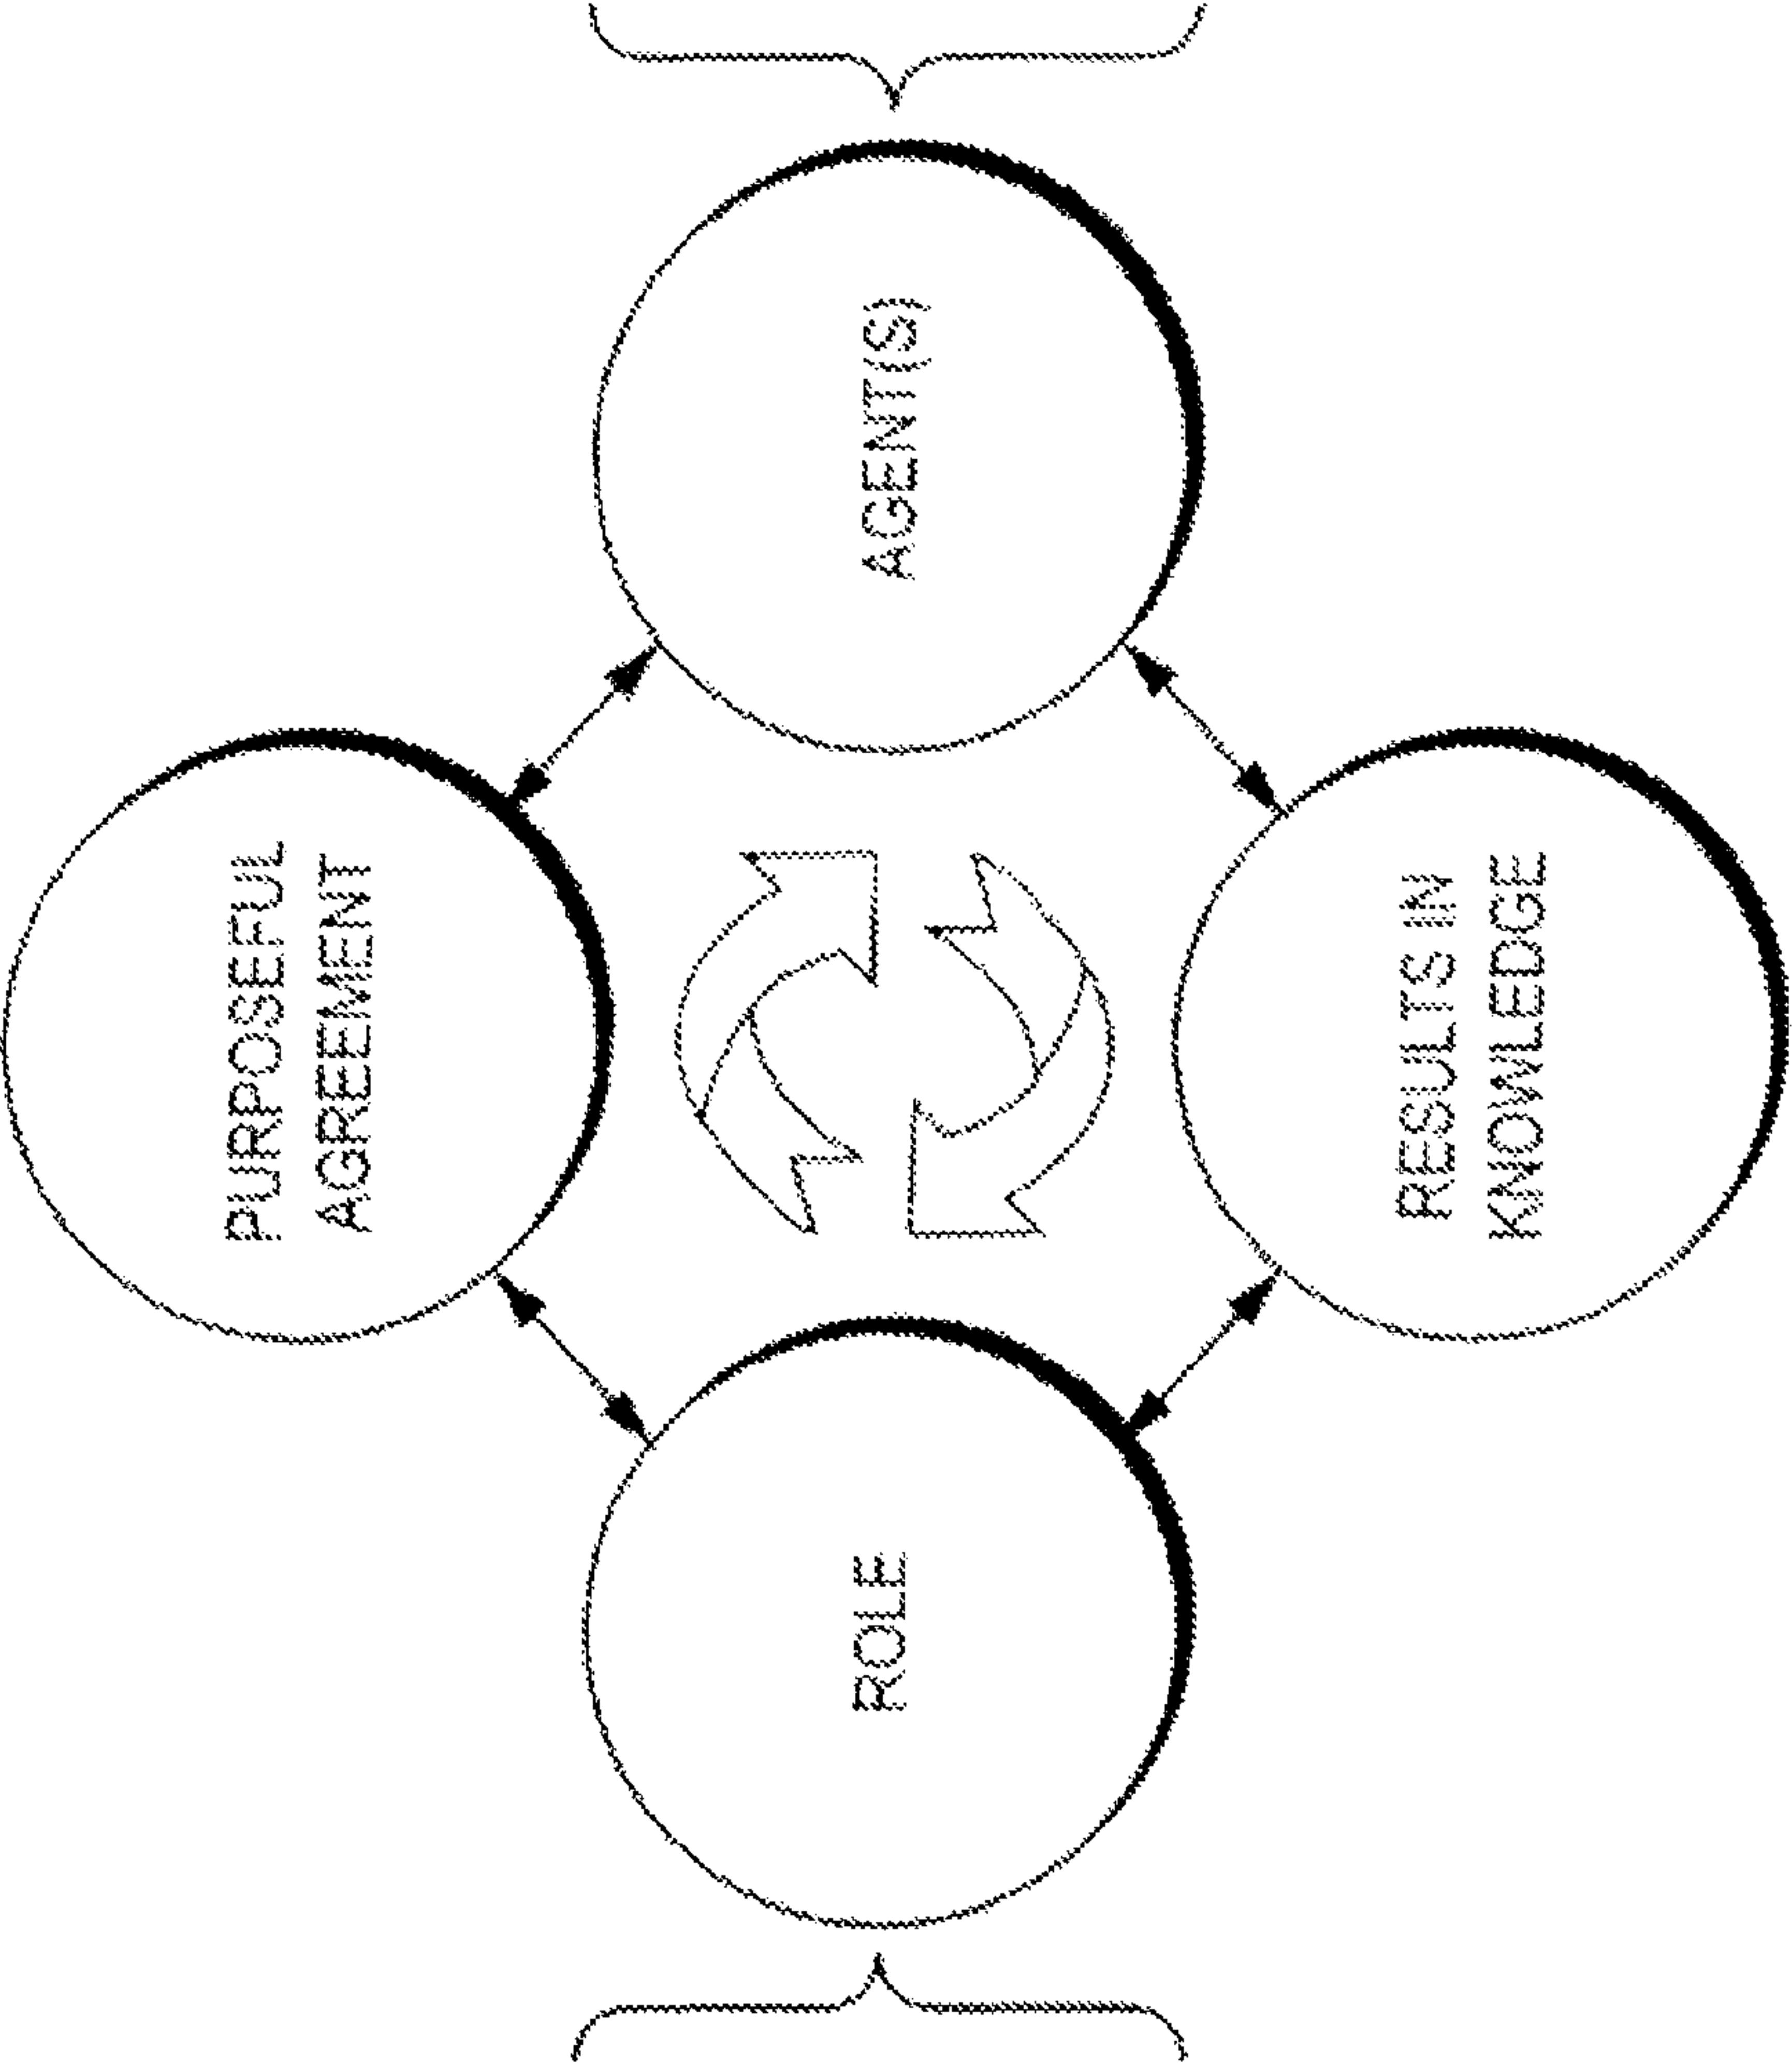 PURPOSEFUL
AGREEMENT
ROLE
AGENT(S)
RESULTS IN
KNOWLEDGE